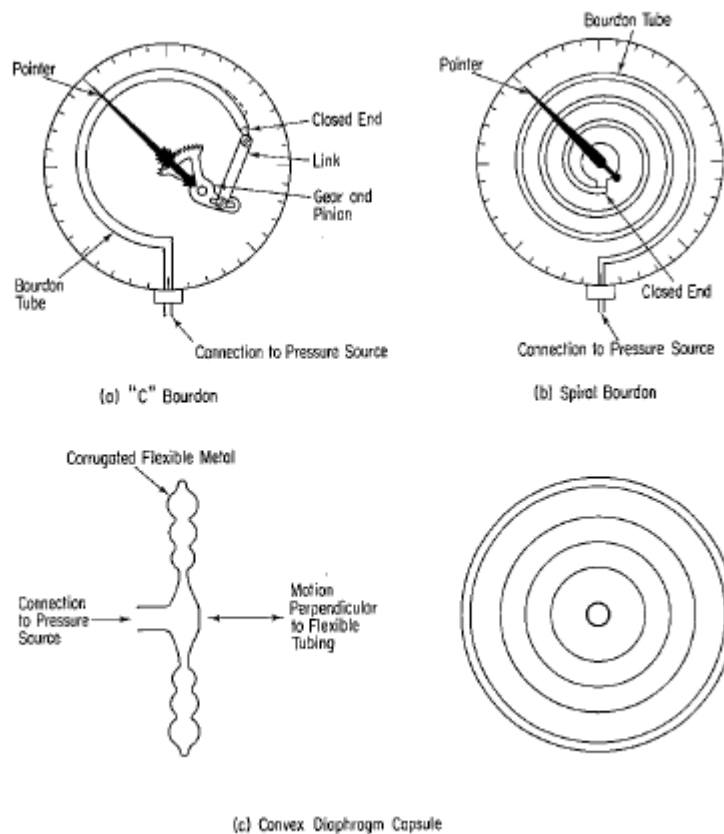 Pointer
Closed End
Link
Gear and
Pinion
Bourdon
Tube
Connection to Pressure Source
(a) "C" Bourdon
Bourdon Tube
Pointer
Closed End
Connection to Pressure Source
(b) Spiral Bourdon
Corrugated Flexible Metal
Connection
to Pressure
Source
Motion
Perpendicular
to Flexible
Tubing
(c) Convex Diaphragm Capsule